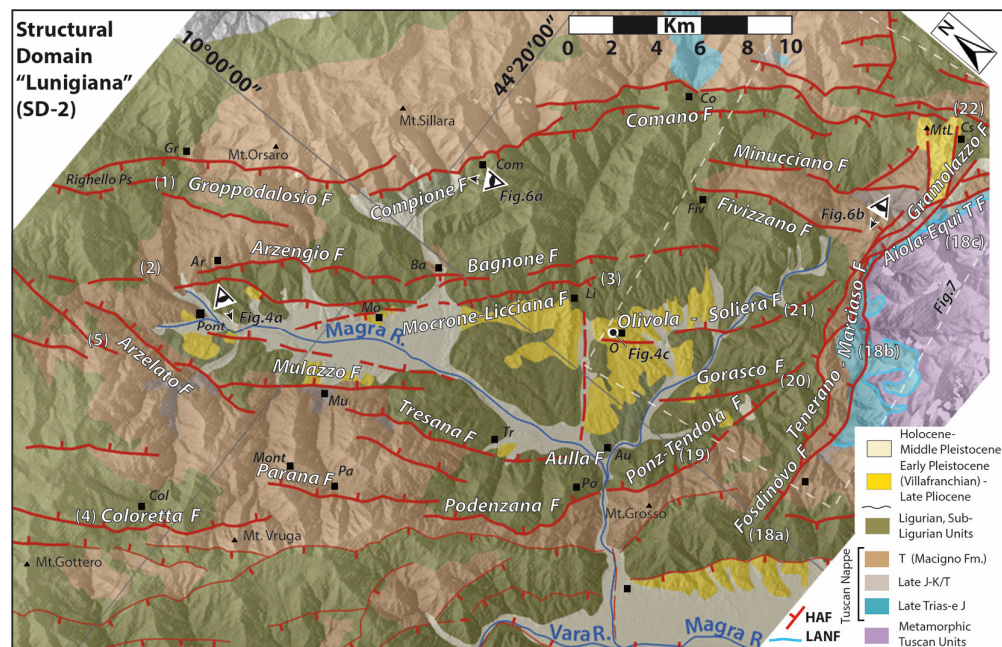 Structural
Domain
“Lunigiana”
(SD-2)
10°00’00”
44°20’00”
Km
0 2 4 6 8 10
N
Mt.Sillara
Co
Comano F
(22)
MtL
Cs
Gr
Mt.Orsaro
Com
Minucciano F
Gramolazzo F
Righello Ps
(1)
Groppodalosio F
Compione F
Fig.6a
Fiv
Fivizzano F
Fig.6b
Aiola-Equi T F
(18c)
Ar
Arzengio F
Ba
Bagnone F
(2)
(3)
Li
Fig.7
Pont
Fig.4a
Mo
Mocrone-Licciana F
Magra R.
Olivola - Soliera F
(21)
O
Fig.4c
Tenerano - Marciaso F
(18b)
(5)
Arzelato F
Mulazzo F
Mu
Gorasco F
(20)
Tresana F
Tr
Aulla F
Au
Ponz-Tendola F
(19)
Mont
Parana F
Pa
Po
Podenzana F
Mt.Grosso
Fosdinovo F
(18a)
Col
(4)
Coloretta F
Mt. Vruga
Mt.Gottero
Vara R.
Magra R
Holocene-
Middle Pleistocene
Early Pleistocene
(Villafranchian) -
Late Pliocene
Ligurian, Sub-
Ligurian Units
Tuscan Nappe
T (Macigno Fm.)
Late J-K/T
Late Trias-e J
Metamorphic
Tuscan Units
HAF
LANF